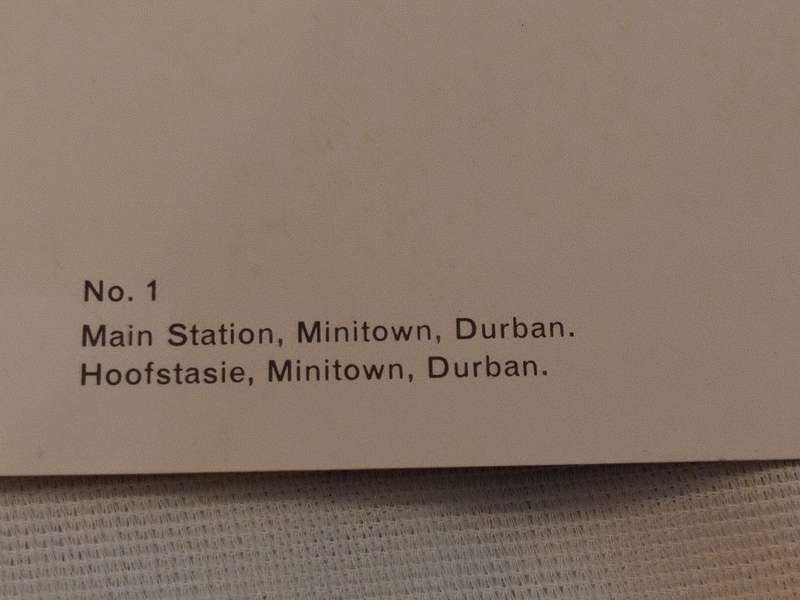 No. 1
Main Station, Minitown, Durban.
Hoofstasie, Minitown, Durban.